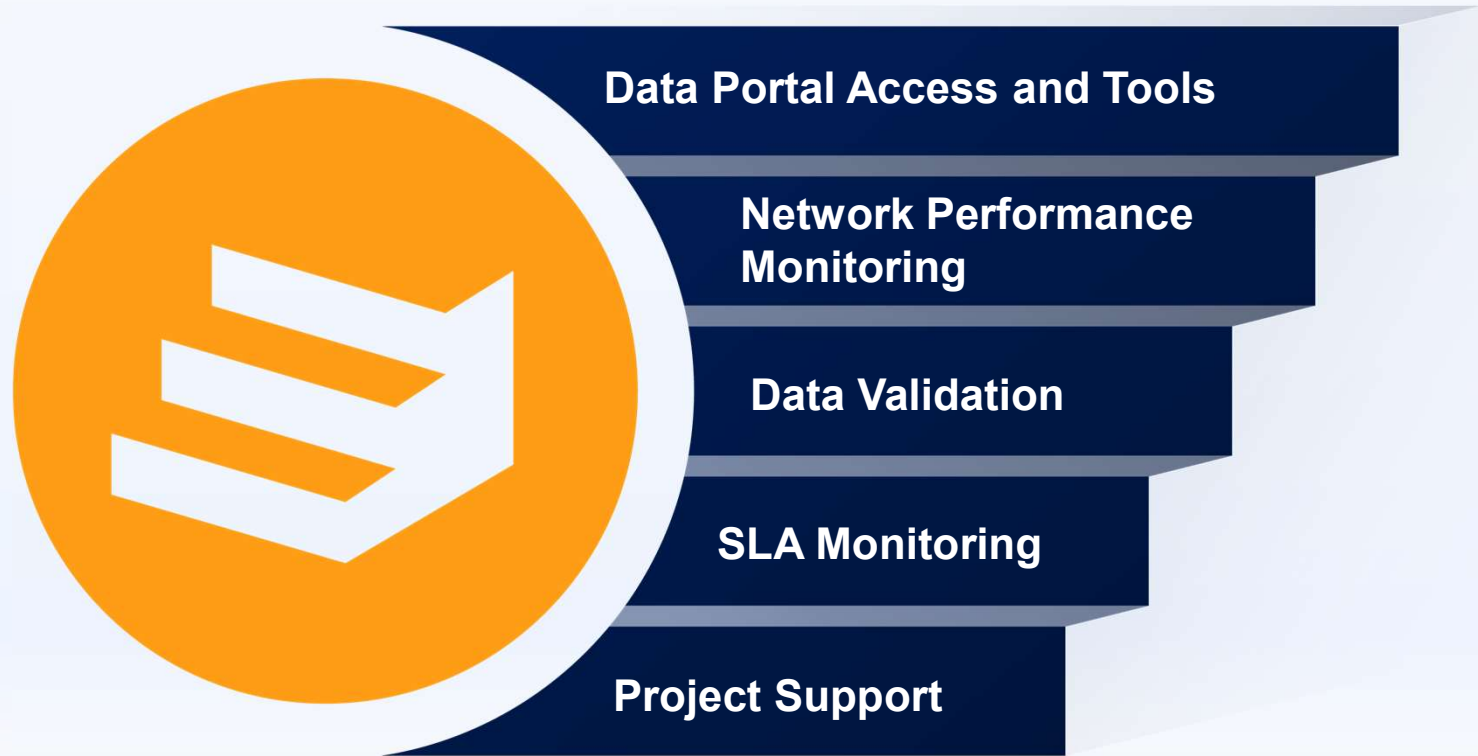 Data Portal Access and Tools
Network Performance
Monitoring
Data Validation
SLA Monitoring
Project Support